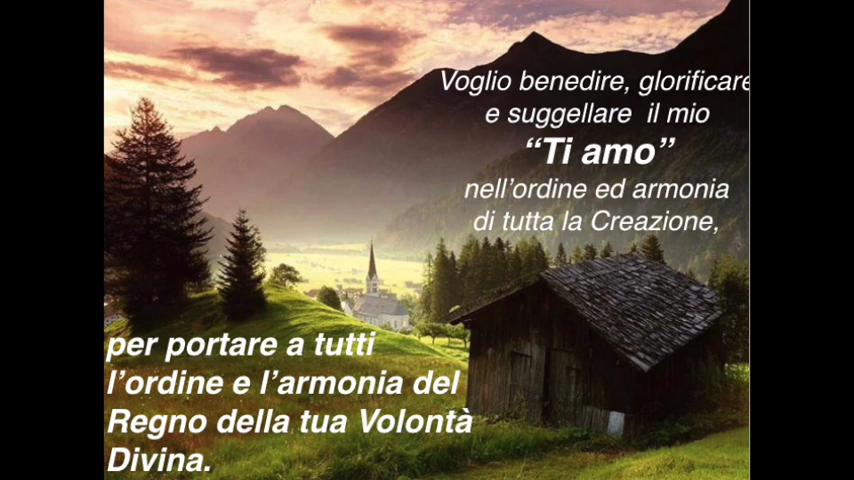 Voglio benedire, glorificare
e suggellare il mio
“Ti amo”
nell’ordine ed armonia
di tutta la Creazione,
per portare a tutti
l’ordine e l’armonia del
Regno della tua Volontà
Divina.